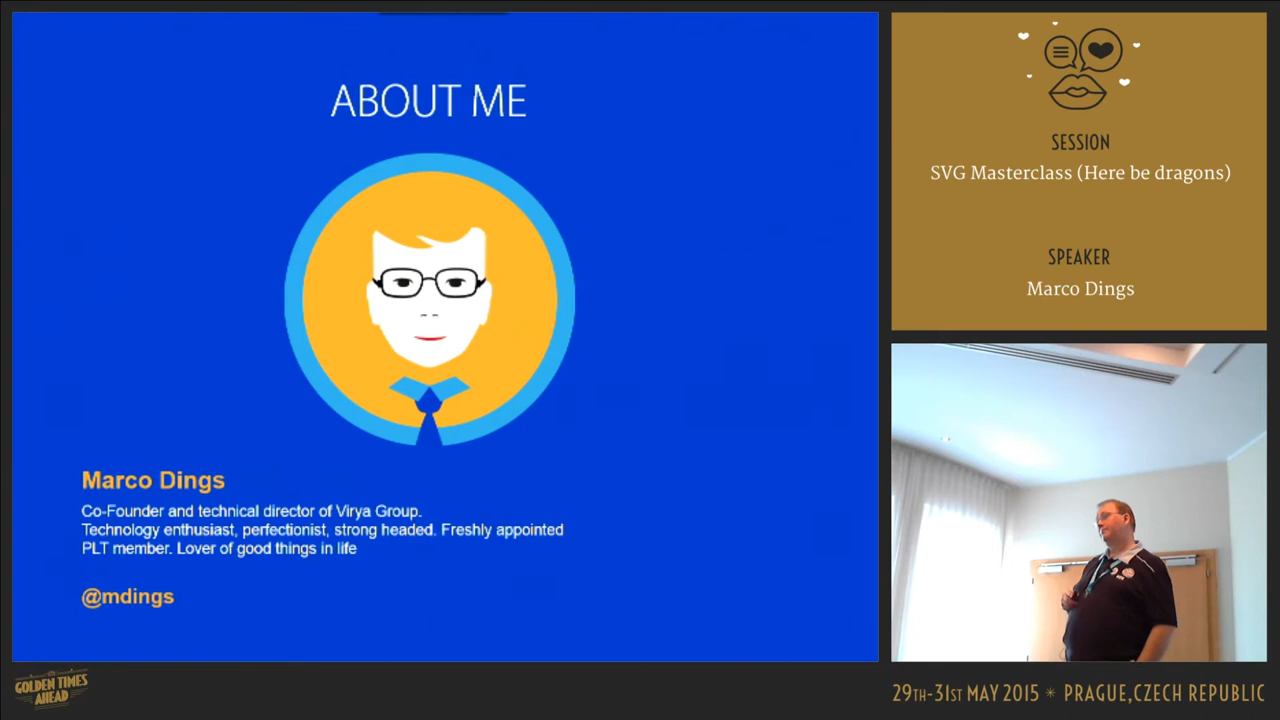 ABOUT ME
Marco Dings
Co-Founder and technical director of Virya Group.
Technology enthusiast, perfectionist, strong headed. Freshly appointed
PLT member. Lover of good things in life
@mdings
SESSION
SVG Masterclass (Here be dragons)
SPEAKER
Marco Dings
GOLDEN TIMES
AHEAD
29TH-31ST MAY 2015 * PRAGUE, CZECH REPUBLIC